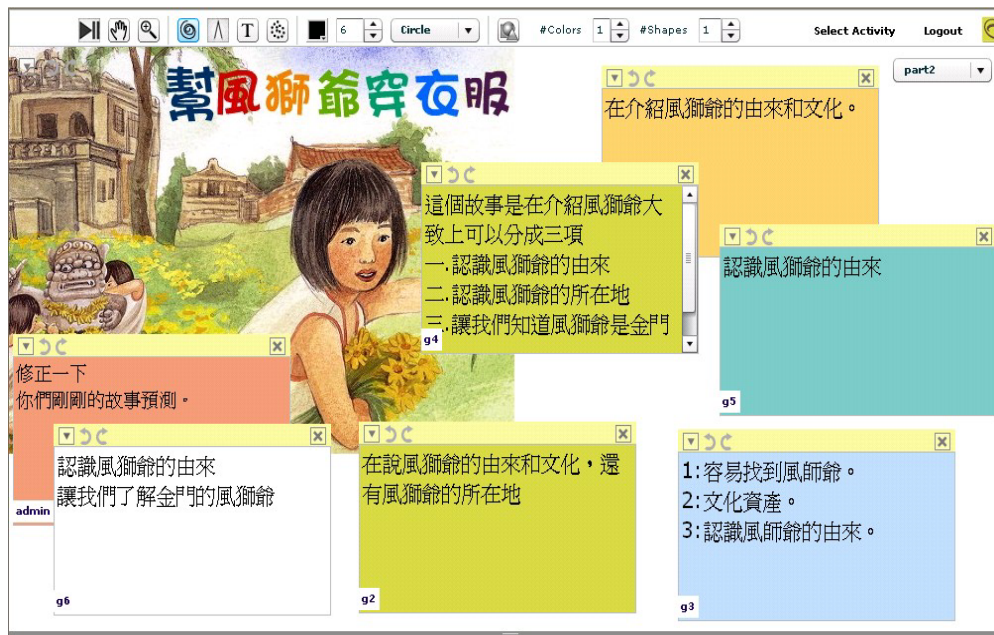 T
6
Circle
#Colors
1
#Shapes
1
Select Activity
Logout
part2
幫風獅爺穿衣服
在介紹風獅爺的由來和文化。
這個故事是在介紹風獅爺大
致上可以分成三項
一.認識風獅爺的由來
二.認識風獅爺的所在地
三.讓我們知道風獅爺是金門
g4
認識風獅爺的由來
g5
修正一下
你們剛剛的故事預測。
admin
認識風獅爺的由來
讓我們了解金門的風獅爺
g6
在說風獅爺的由來和文化，還
有風獅爺的所在地
g2
1:容易找到風師爺。
2:文化資產。
3:認識風師爺的由來。
g3